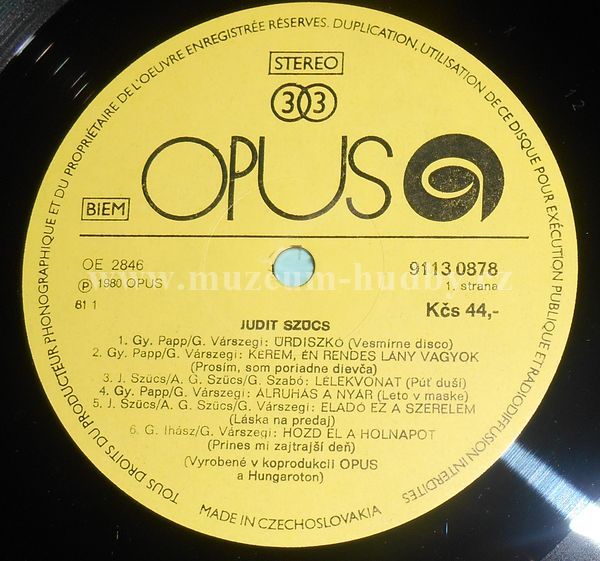 TOUS DROITS DU PRODUCTEUR PHONOGRAPHIQUE ET DU PROPRIÉTAIRE DE L'OEUVRE ENREGISTRÉE RÉSERVÉS. DUPLICATION, UTILISATION DE CE DISQUE POUR EXÉCUTION PUBLIQUE ET RADIODIFFUSION INTERDITES
STEREO
33
OPUS
BIEM
OE 2846
Ⓟ 1980 OPUS
81 1
9113 0878
1. strana
Kčs 44,-
www.muzeum-hudby.cz
JUDIT SZÜCS
1. Gy. Papp/G. Várszegi: ÜRDISZKÓ (Vesmírne disco)
2. Gy. Papp/G. Várszegi: KÉREM, ÉN RENDES LÁNY VAGYOK
(Prosím, som poriadne dievča)
3. J. Szücs/A. G. Szücs/G. Szabó: LÉLEKVONAT (Púť duší)
4. Gy. Papp/G. Várszegi: ÁLRUHÁS A NYÁR (Leto v maske)
5. J. Szücs/A. G. Szücs/G. Várszegi: ELADÓ EZ A SZERELEM
(Láska na predaj)
6. G. Ihász/G. Várszegi: HOZD EL A HOLNAPOT
(Prines mi zajtrajší deň)
(Vyrobené v koprodukcii OPUS
a Hungaroton)
MADE IN CZECHOSLOVAKIA